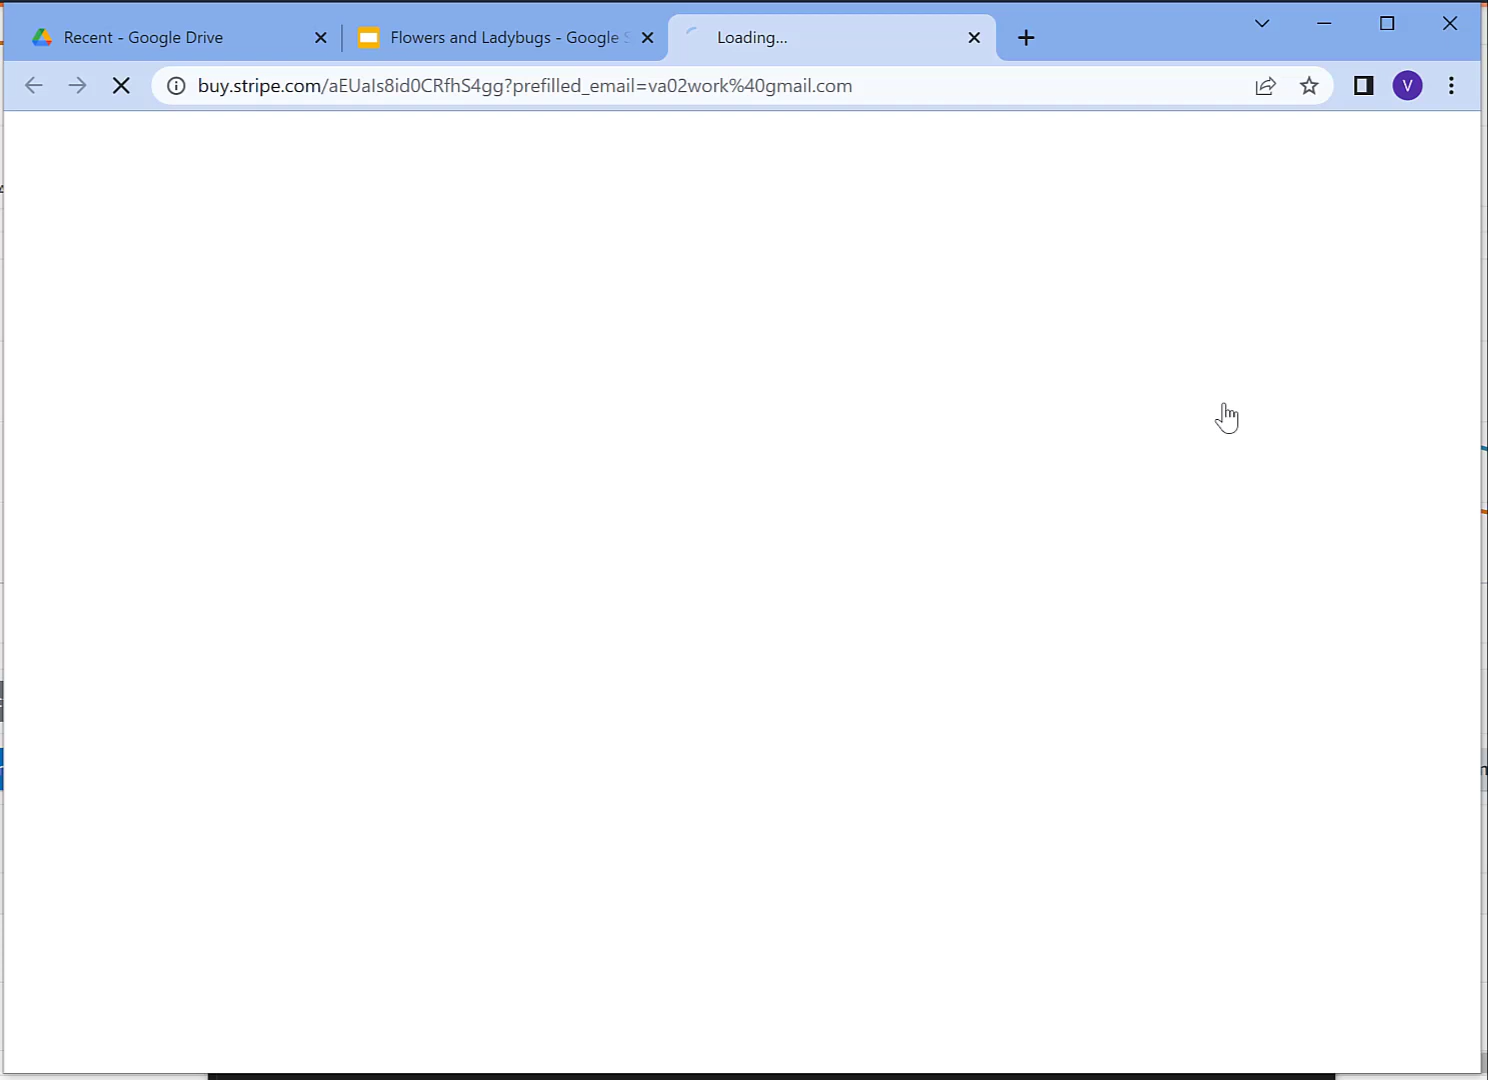 Recent - Google Drive
Flowers and Ladybugs - Google S
Loading...
buy.stripe.com/aEUaIs8id0CRfhS4gg?prefilled_email=va02work%40gmail.com
V